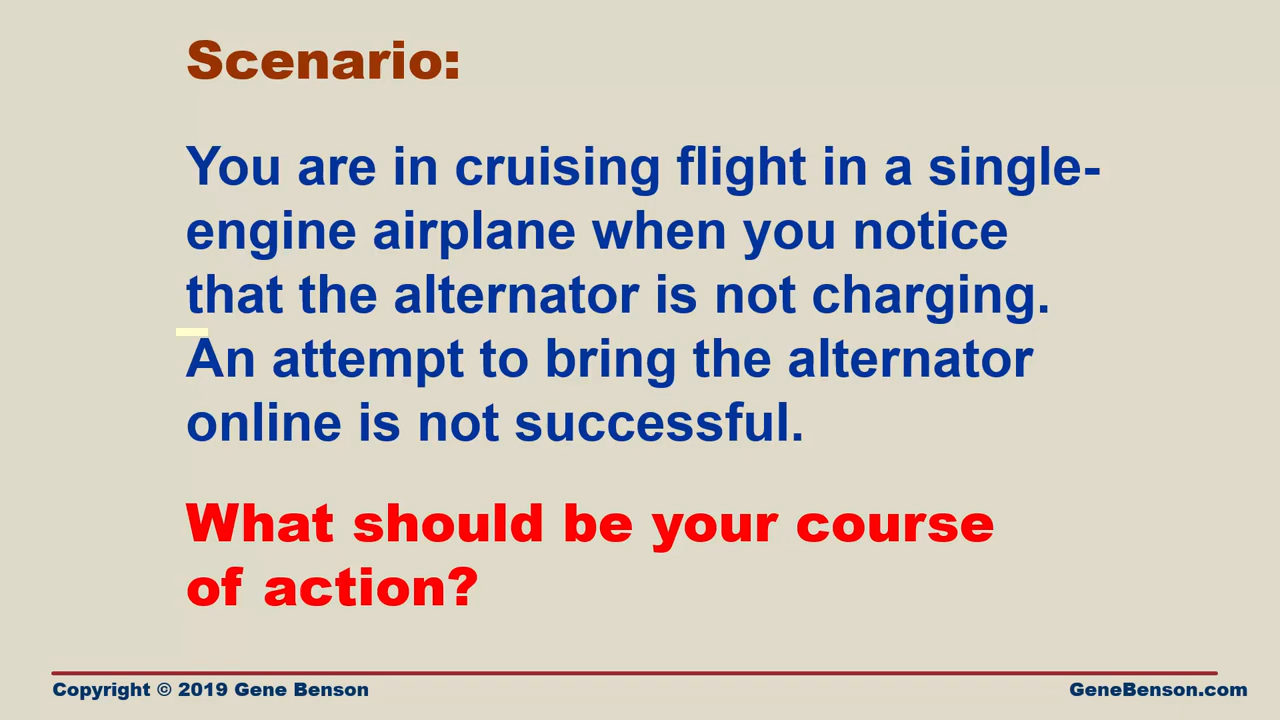 Scenario:
You are in cruising flight in a single-
engine airplane when you notice
that the alternator is not charging.
An attempt to bring the alternator
online is not successful.
What should be your course
of action?
Copyright © 2019 Gene Benson
GeneBenson.com